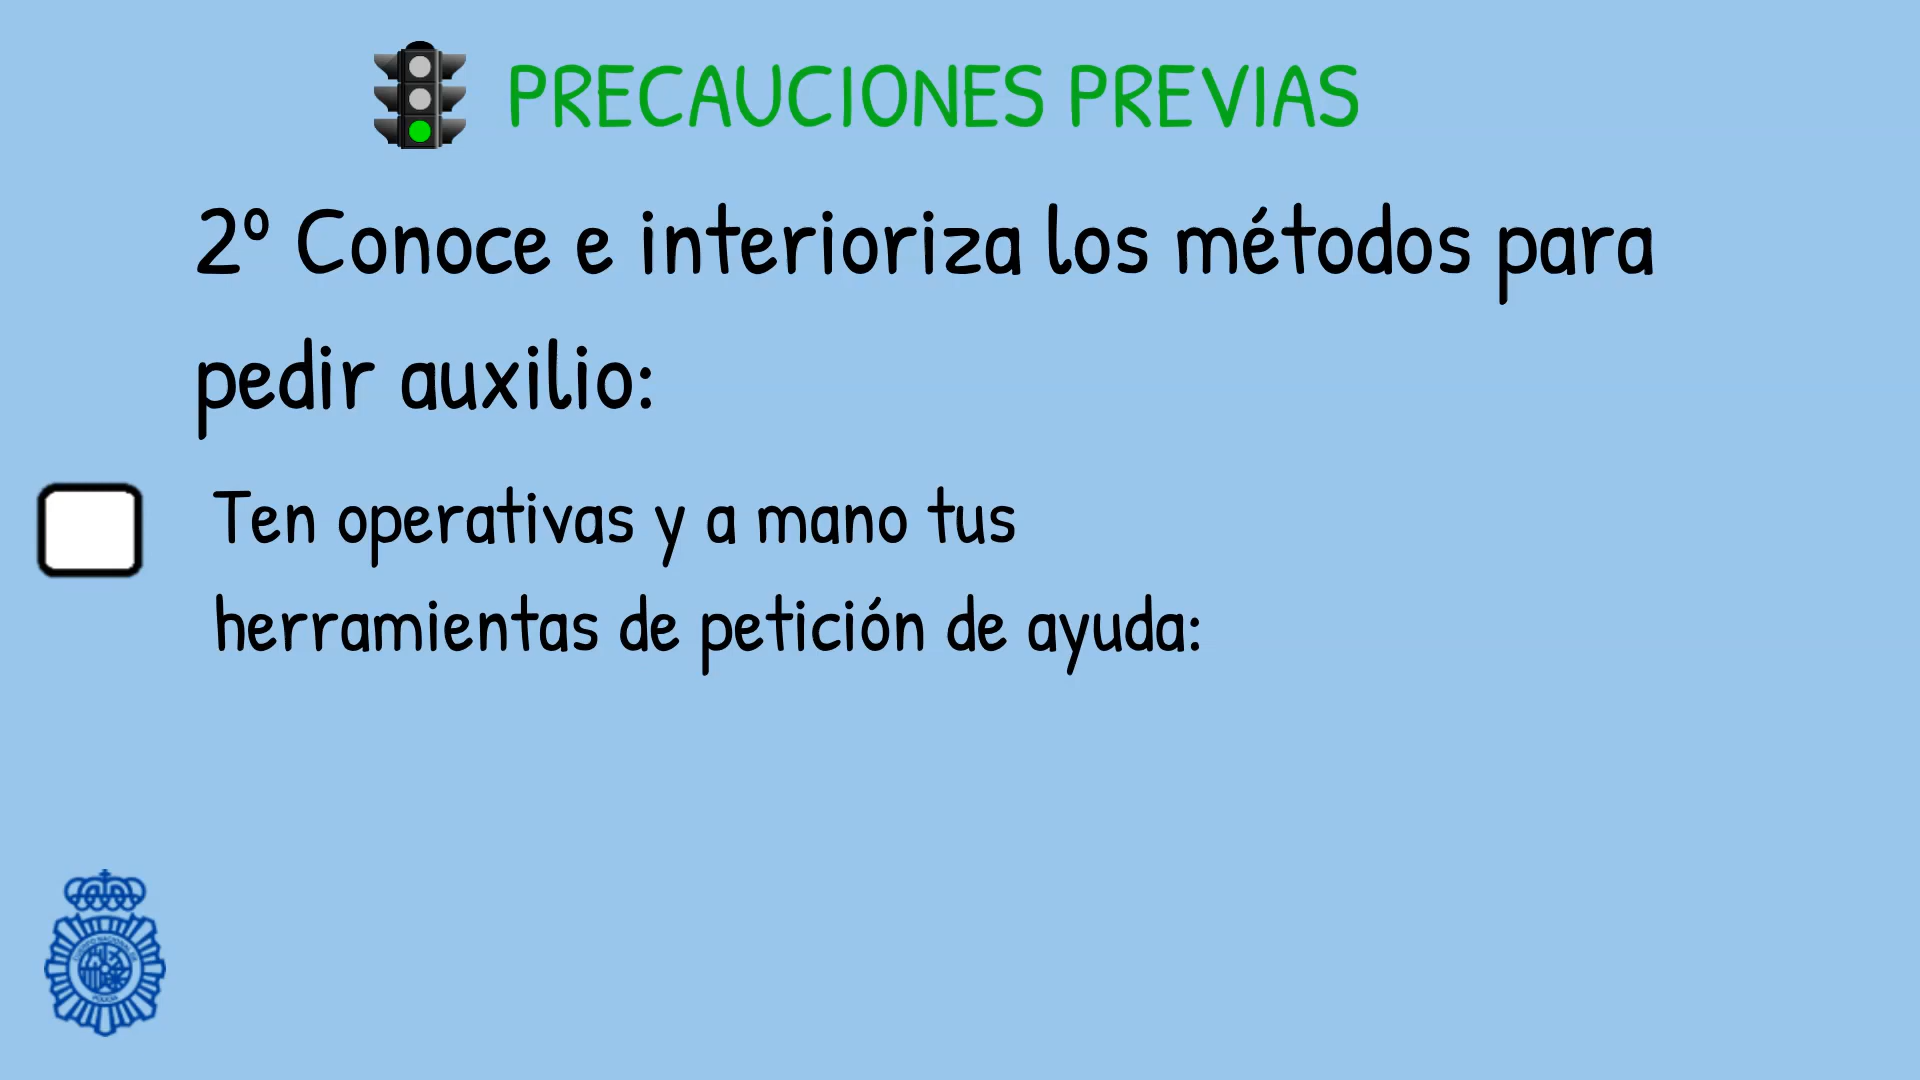 PRECAUCIONES PREVIAS
2º Conoce e interioriza los métodos para
pedir auxilio:
Ten operativas y a mano tus
herramientas de petición de ayuda: